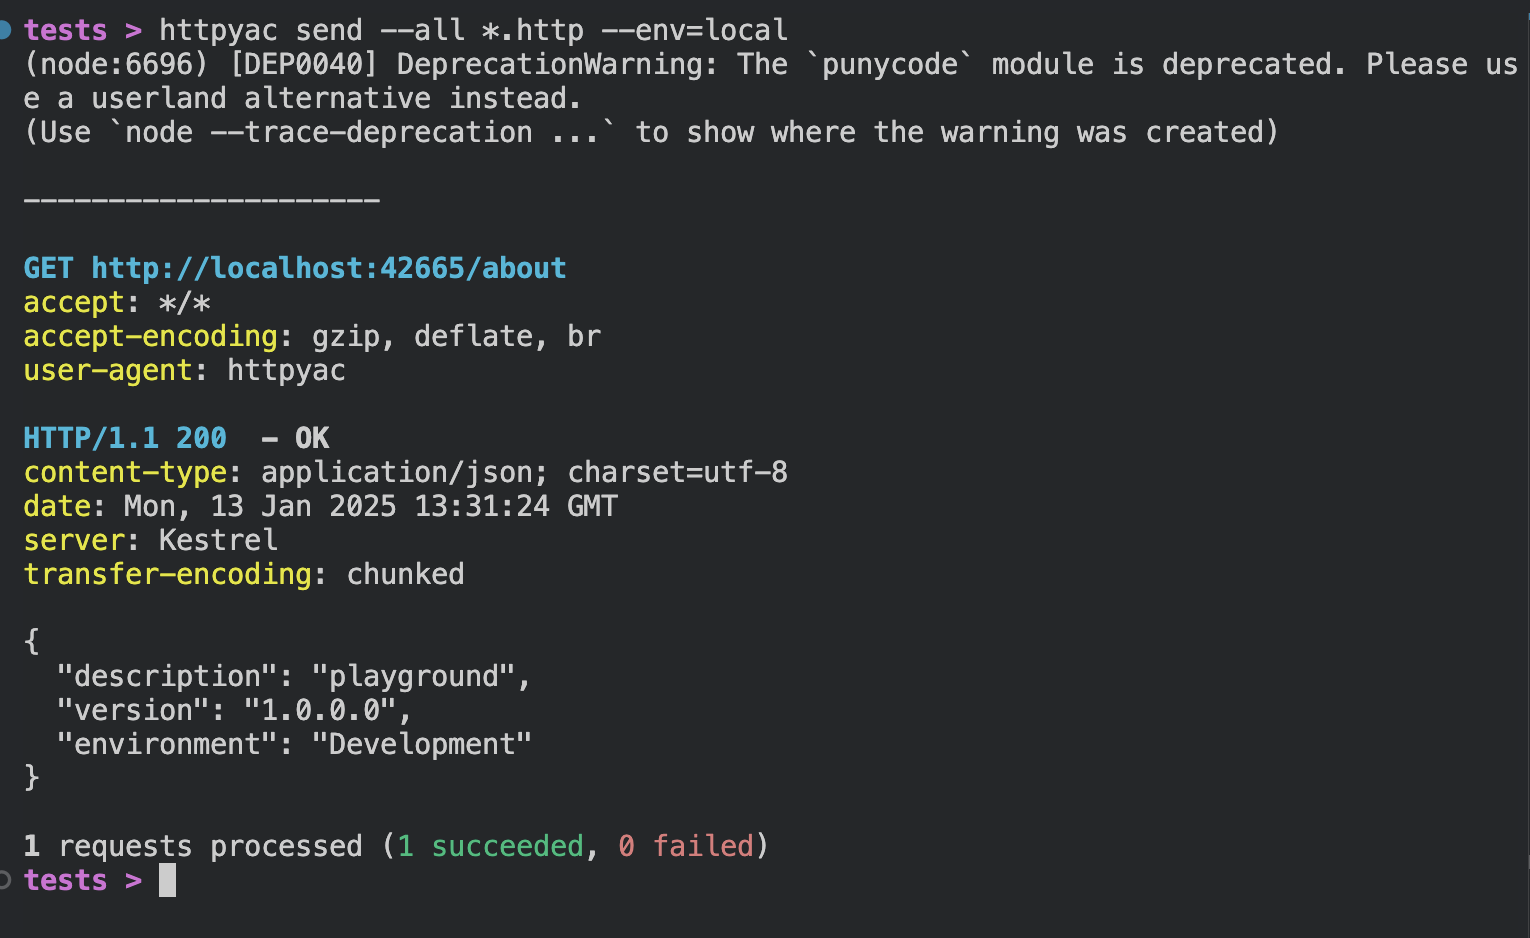 tests > httpyac send --all *.http --env=local
(node:6696) [DEP0040] DeprecationWarning: The `punycode` module is deprecated. Please us
e a userland alternative instead.
(Use `node --trace-deprecation ...` to show where the warning was created)
---------------------
GET http://localhost:42665/about
accept: */*
accept-encoding: gzip, deflate, br
user-agent: httpyac
HTTP/1.1 200  - OK
content-type: application/json; charset=utf-8
date: Mon, 13 Jan 2025 13:31:24 GMT
server: Kestrel
transfer-encoding: chunked
{
  "description": "playground",
  "version": "1.0.0.0",
  "environment": "Development"
}
1 requests processed (1 succeeded, 0 failed)
tests >